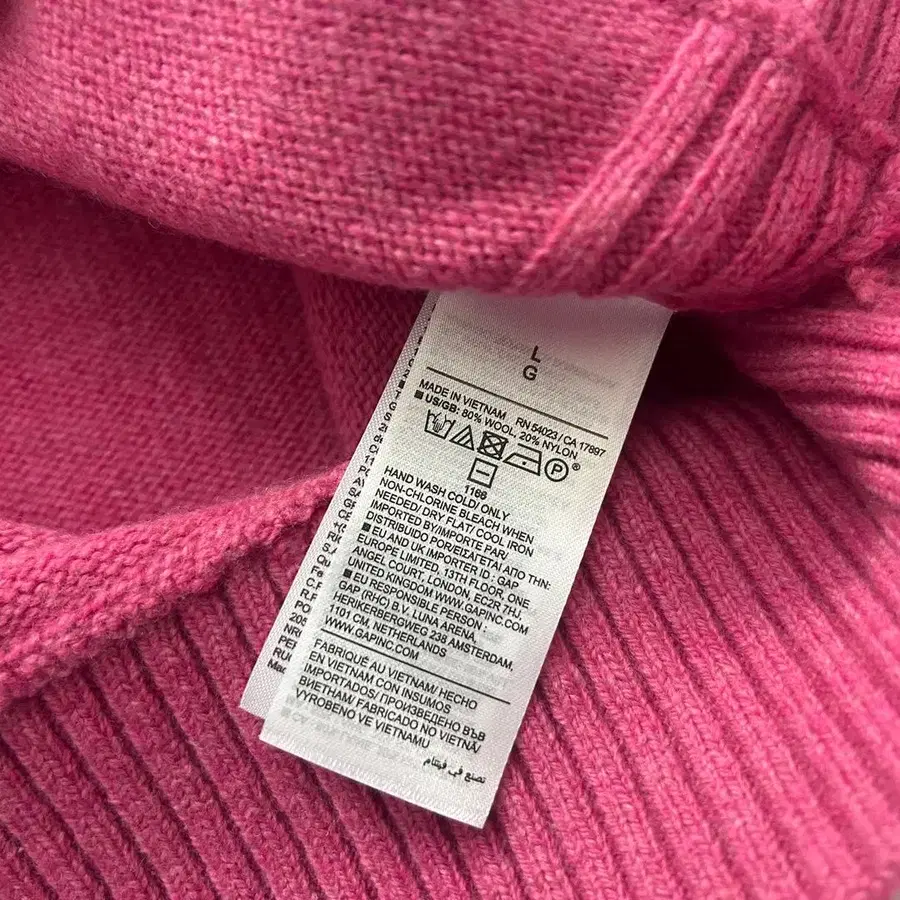 L
G
MADE IN VIETNAM RN 54023 / CA 17897
US/GB: 80% WOOL, 20% NYLON
P ®
1166
HAND WASH COLD/ ONLY
NON-CHLORINE BLEACH WHEN
NEEDED/ DRY FLAT/ COOL IRON
IMPORTED BY/IMPORTE PAR/
DISTRIBUIDO POR/ΕΙΣΑΓΕΤΑΙ ΑΠΟ ΤΗΝ:
EU AND UK IMPORTER ID : GAP
EUROPE LIMITED, 13TH FLOOR, ONE
ANGEL COURT, LONDON, EC2R 7HJ,
UNITED KINGDOM WWW.GAPINC.COM
EU RESPONSIBLE PERSON :
GAP (RHC) B.V. LUNA ARENA,
HERIKERBERGWEG 238 AMSTERDAM,
1101 CM, NETHERLANDS
WWW.GAPINC.COM
FABRIQUÉ AU VIETNAM/ HECHO
EN VIETNAM CON INSUMOS
IMPORTADOS/ ПРОИЗВЕДЕНО ВЪВ
ВИЕТНАМ/ FABRICADO NO VIETNÃ/
VYROBENO VE VIETNAMU
تصنع في فيتنام